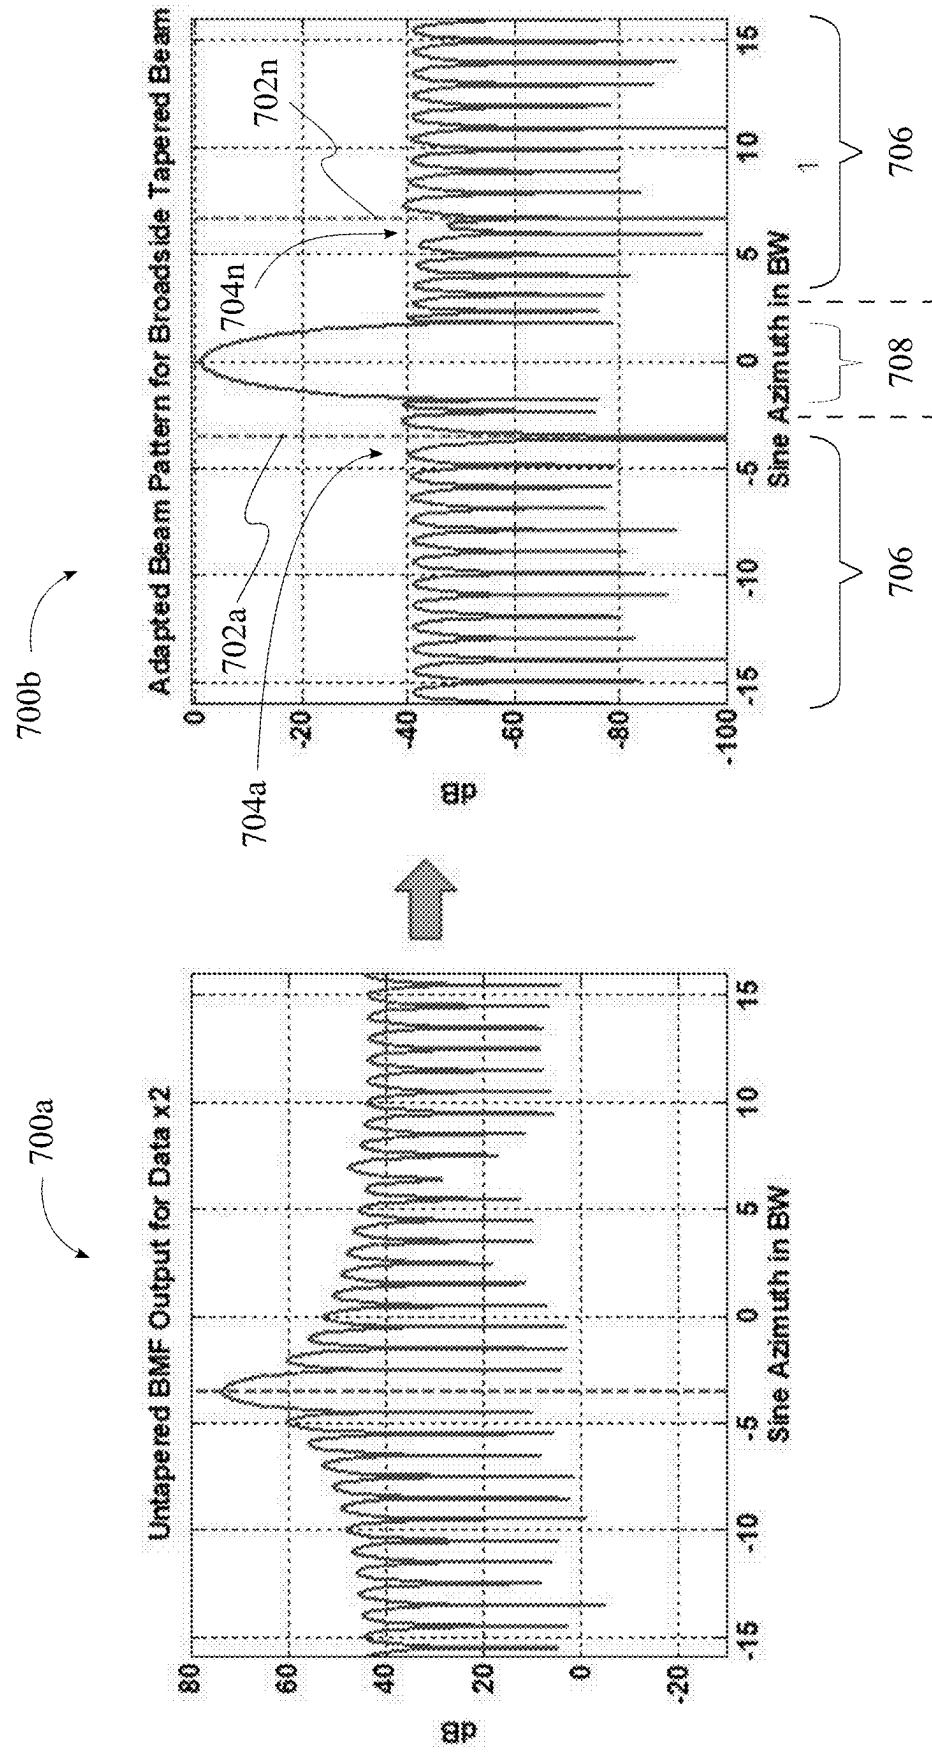 700a
Untapered BMF Output for Data x2
dB
80
60
40
20
0
-20
-15
-10
-5
0
5
10
15
Sine Azimuth in BW
700b
Adapted Beam Pattern for Broadside Tapered Beam
702a
704a
704n
702n
dB
0
-20
-40
-60
-80
-100
-15
-10
-5
0
5
10
15
Sine Azimuth in BW
1
706
708
706